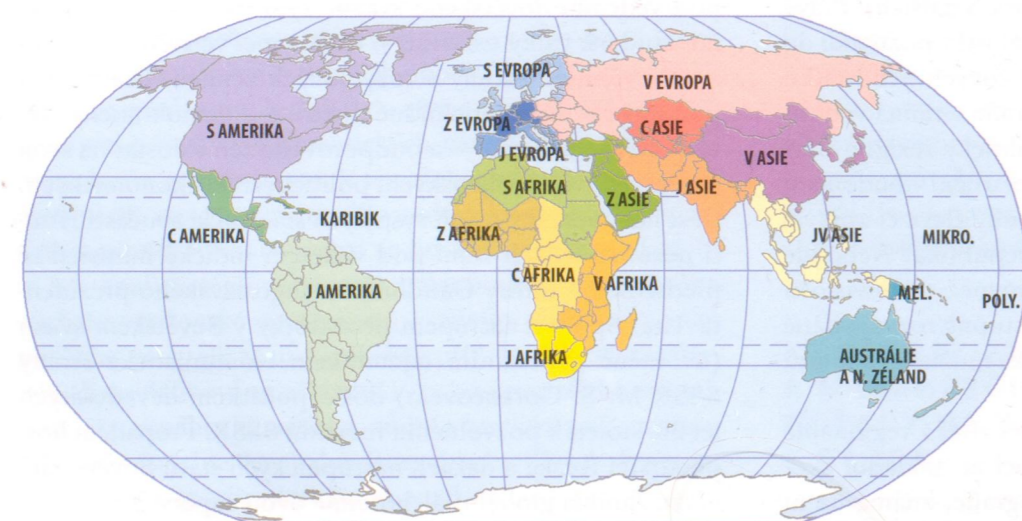 S EVROPA
V EVROPA
Z EVROPA
C ASIE
S AMERIKA
J EVROPA
V ASIE
S AFRIKA
J ASIE
Z ASIE
KARIBIK
C AMERIKA
Z AFRIKA
JV ASIE
MIKRO.
C AFRIKA
V AFRIKA
J AMERIKA
MEL.
POLY.
J AFRIKA
AUSTRÁLIE
A N. ZÉLAND